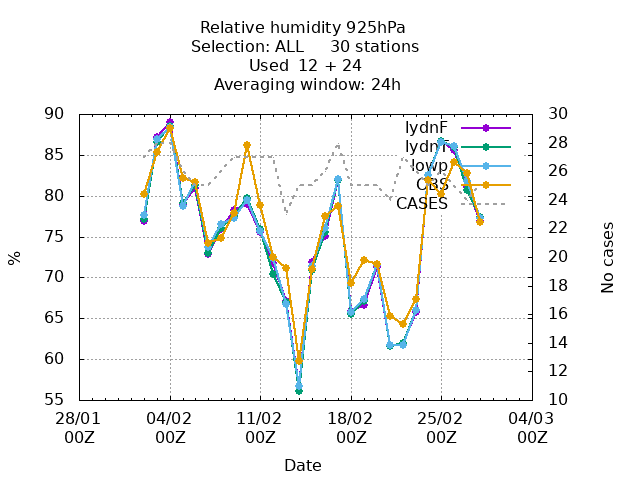 Relative humidity 925hPa
Selection: ALL     30 stations
Used  12 + 24
Averaging window: 24h
90
85
80
75
70
65
60
55
%
30
28
26
24
22
20
18
16
14
12
10
No cases
lydnF
lowp
OBS
CASES
28/01 04/02 11/02 18/02 25/02 04/03
00Z 00Z 00Z 00Z 00Z 00Z
Date